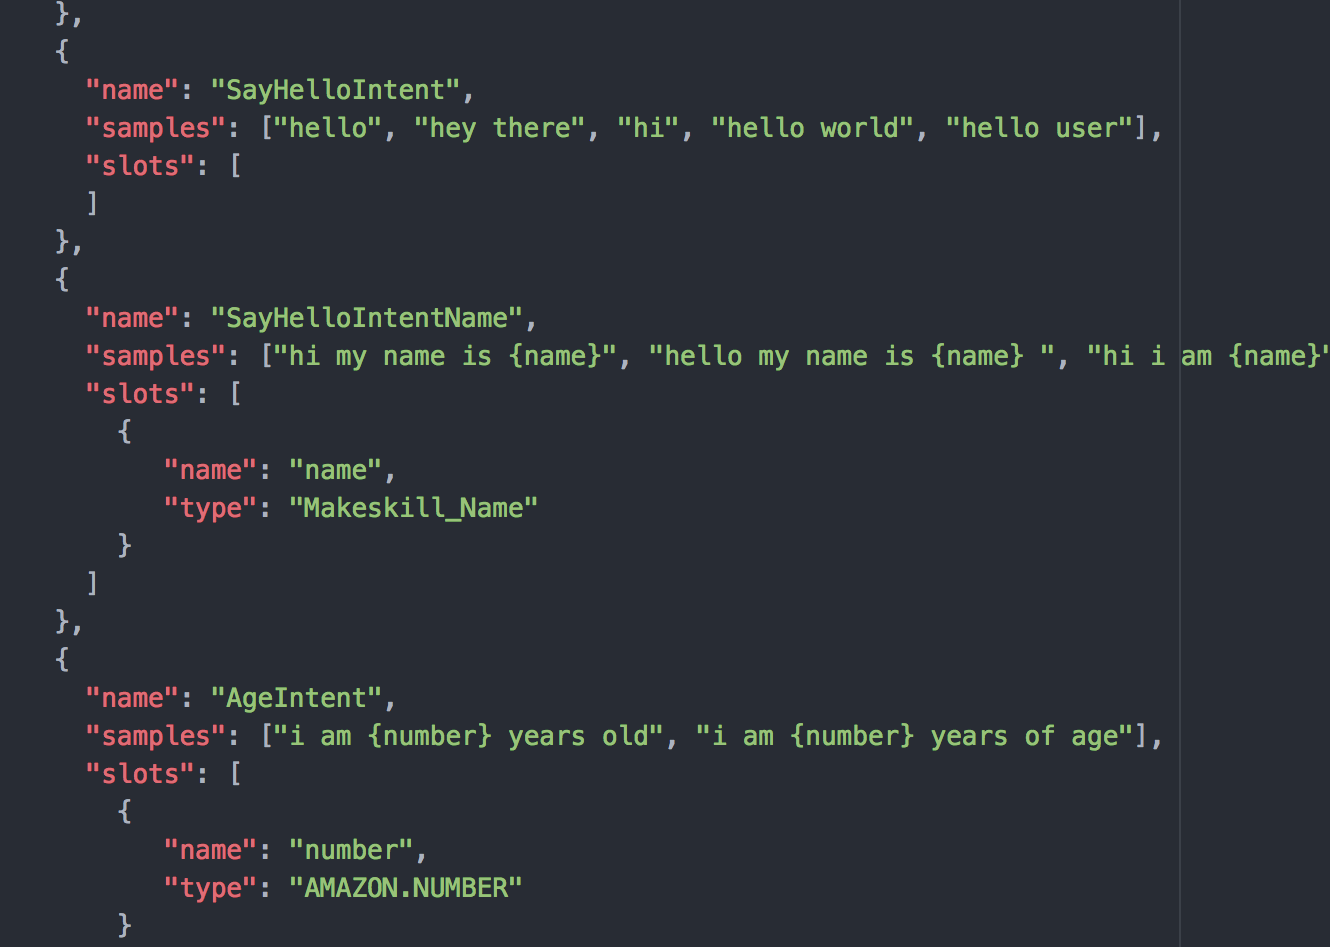 },
{
"name": "SayHelloIntent",
"samples": ["hello", "hey there", "hi", "hello world", "hello user"],
"slots": [
]
},
{
"name": "SayHelloIntentName",
"samples": ["hi my name is {name}", "hello my name is {name} ", "hi i am {name}"
"slots": [
{
"name": "name",
"type": "Makeskill_Name"
}
]
},
{
"name": "AgeIntent",
"samples": ["i am {number} years old", "i am {number} years of age"],
"slots": [
{
"name": "number",
"type": "AMAZON.NUMBER"
}